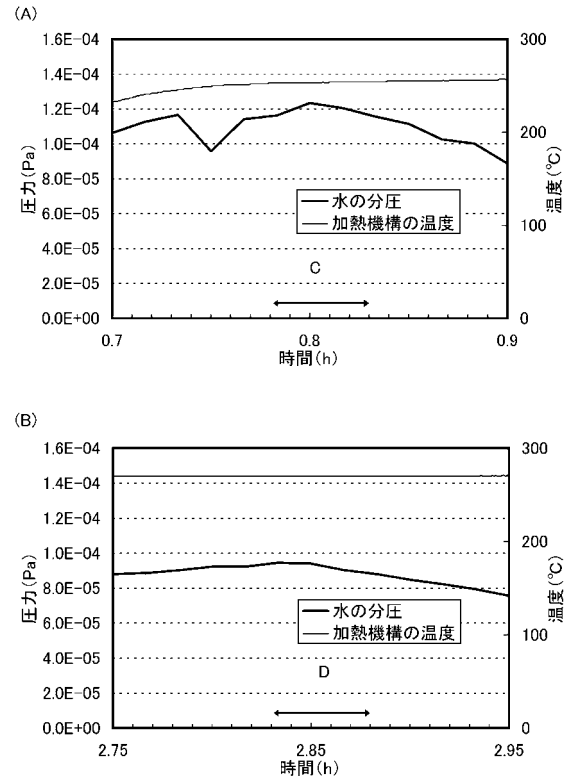 (A)
圧力(Pa)
1.6E-04
1.4E-04
1.2E-04
1.0E-04
8.0E-05
6.0E-05
4.0E-05
2.0E-05
0.0E+00
300
200
100
0
温度(℃)
水の分圧
加熱機構の温度
C
0.7
0.8
0.9
時間(h)
(B)
圧力(Pa)
1.6E-04
1.4E-04
1.2E-04
1.0E-04
8.0E-05
6.0E-05
4.0E-05
2.0E-05
0.0E+00
300
200
100
0
温度(℃)
水の分圧
加熱機構の温度
D
2.75
2.85
2.95
時間(h)